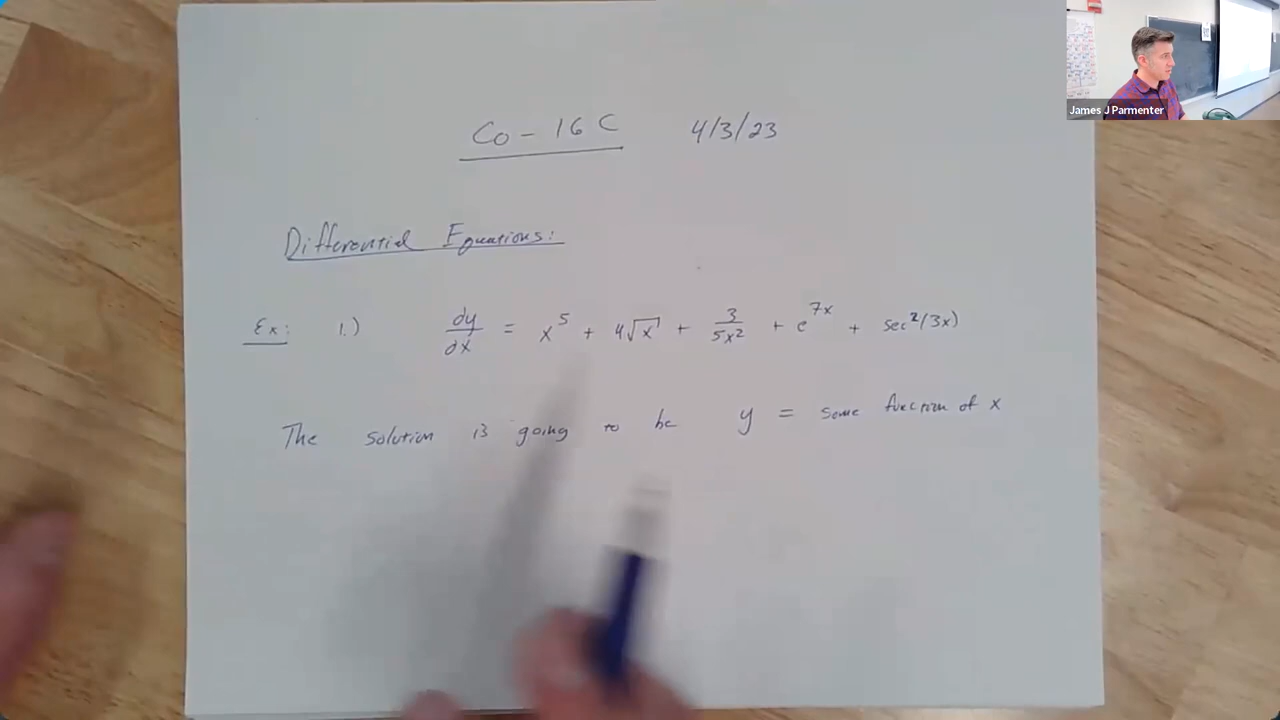 Co-16C 4/3/23
James J Parmenter
Differential Equations:
Ex: 1.) dy/dx = x^5 + 4√x + 3/(5x^2) + e^(7x) + sec^2(3x)
The solution is going to be y = some function of x